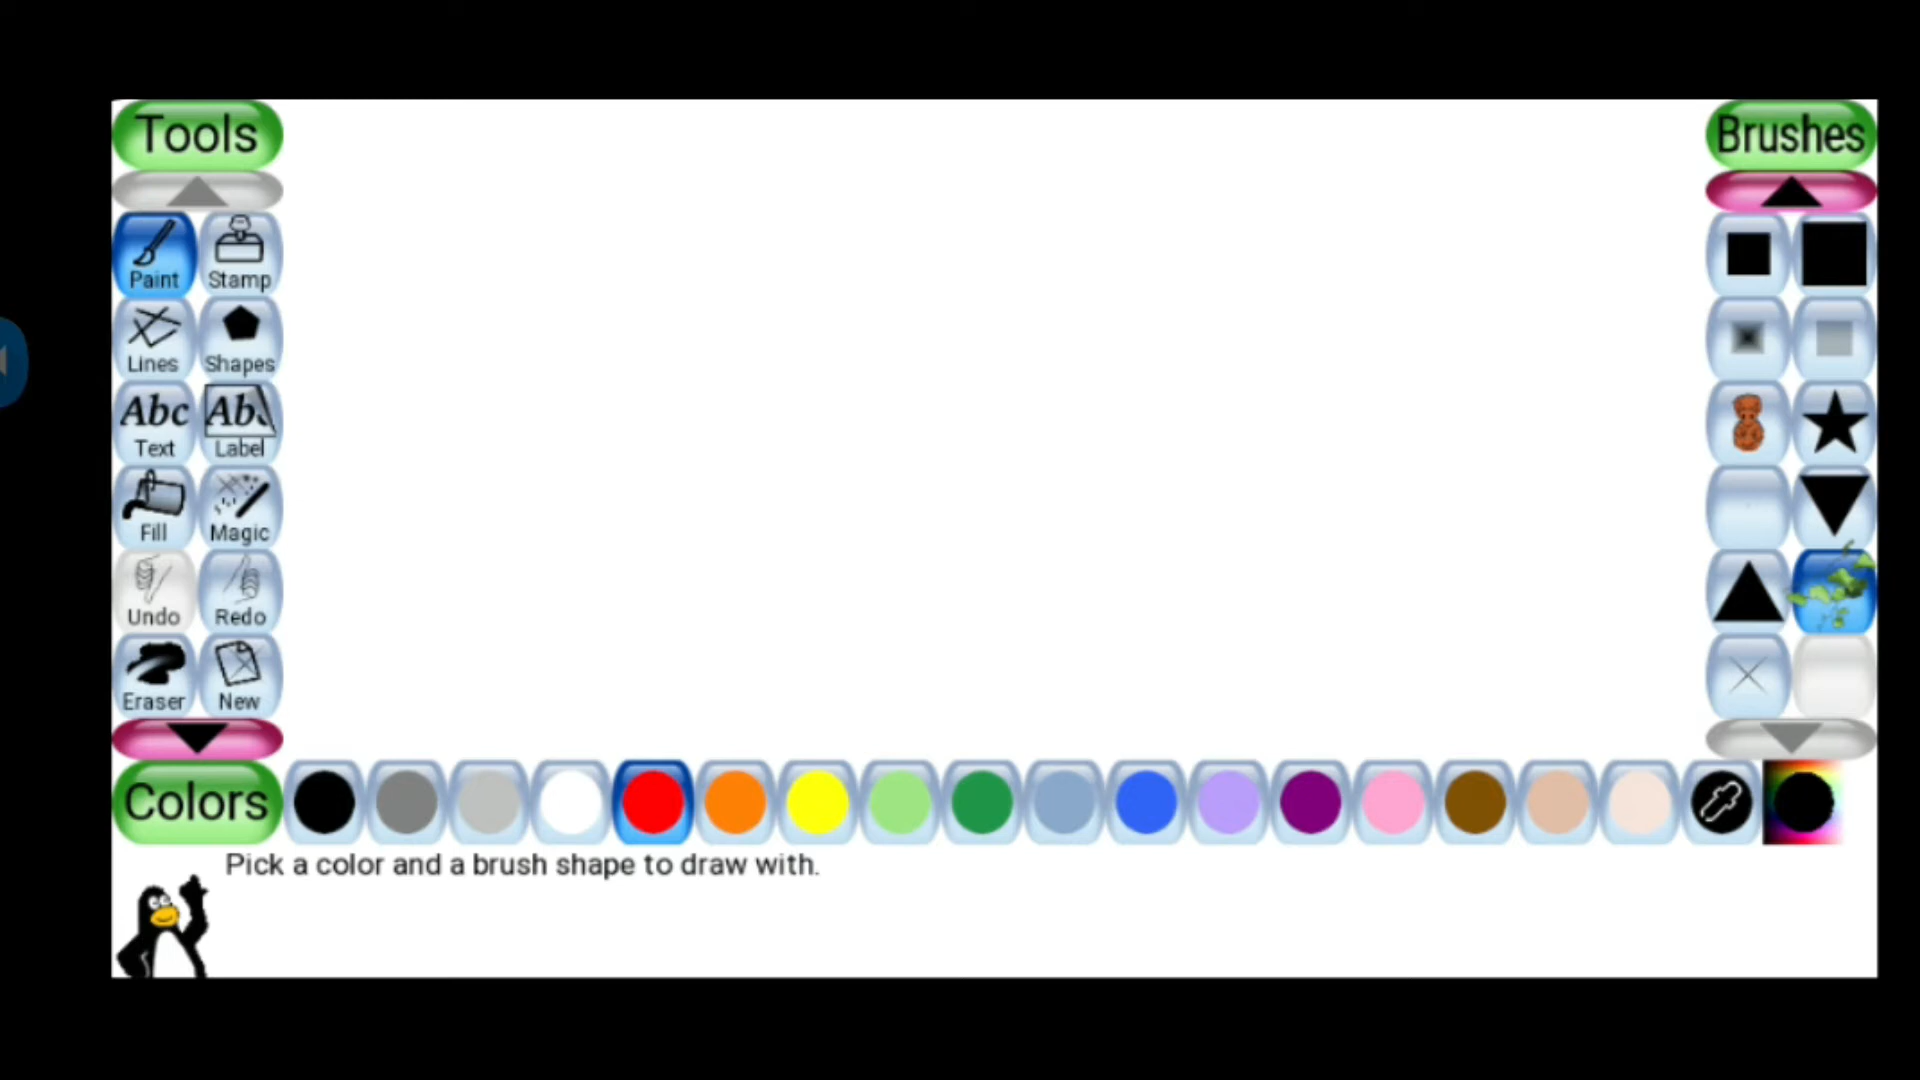 Tools
Brushes
Paint
Stamp
Lines
Shapes
Abc
Text
Label
Fill
Magic
Undo
Redo
Eraser
New
Colors
Pick a color and a brush shape to draw with.